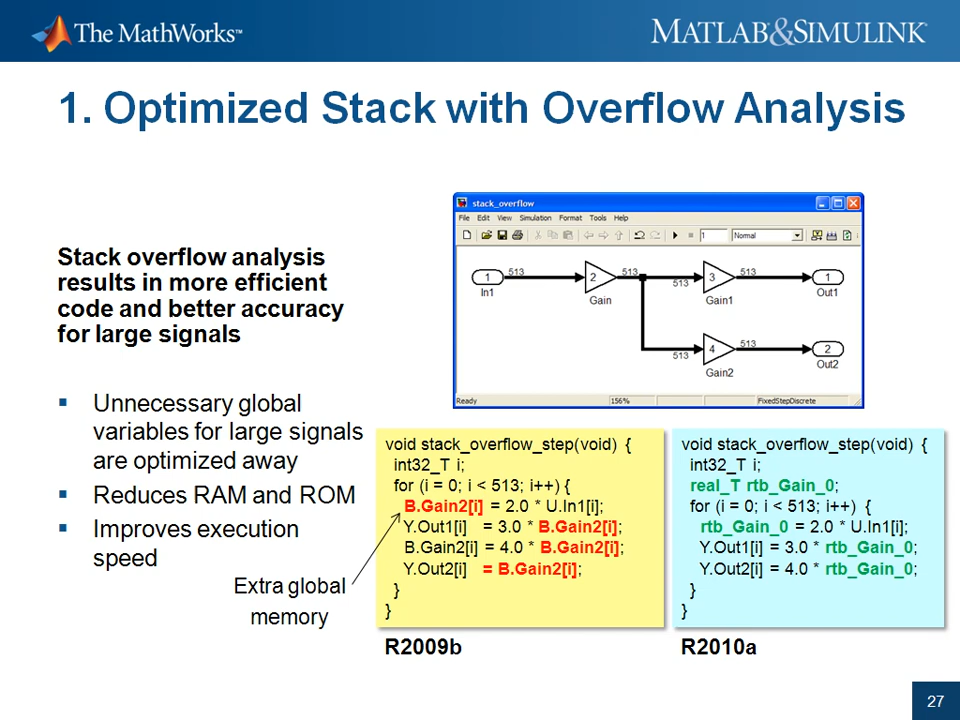 The MathWorks™
MATLAB&SIMULINK®
1. Optimized Stack with Overflow Analysis
Stack overflow analysis
results in more efficient
code and better accuracy
for large signals
▪ Unnecessary global
variables for large signals
are optimized away
▪ Reduces RAM and ROM
▪ Improves execution
speed
Extra global
memory
stack_overflow
File Edit View Simulation Format Tools Help
1 Normal
1 513 2 513 513 3 513 1
In1 Gain Gain1 Out1
513 4 513 2
Gain2 Out2
Ready 156% FixedStepDiscrete
void stack_overflow_step(void) {
int32_T i;
for (i = 0; i < 513; i++) {
B.Gain2[i] = 2.0 * U.In1[i];
Y.Out1[i] = 3.0 * B.Gain2[i];
B.Gain2[i] = 4.0 * B.Gain2[i];
Y.Out2[i] = B.Gain2[i];
}
}
R2009b
void stack_overflow_step(void) {
int32_T i;
real_T rtb_Gain_0;
for (i = 0; i < 513; i++) {
rtb_Gain_0 = 2.0 * U.In1[i];
Y.Out1[i] = 3.0 * rtb_Gain_0;
Y.Out2[i] = 4.0 * rtb_Gain_0;
}
}
R2010a
27